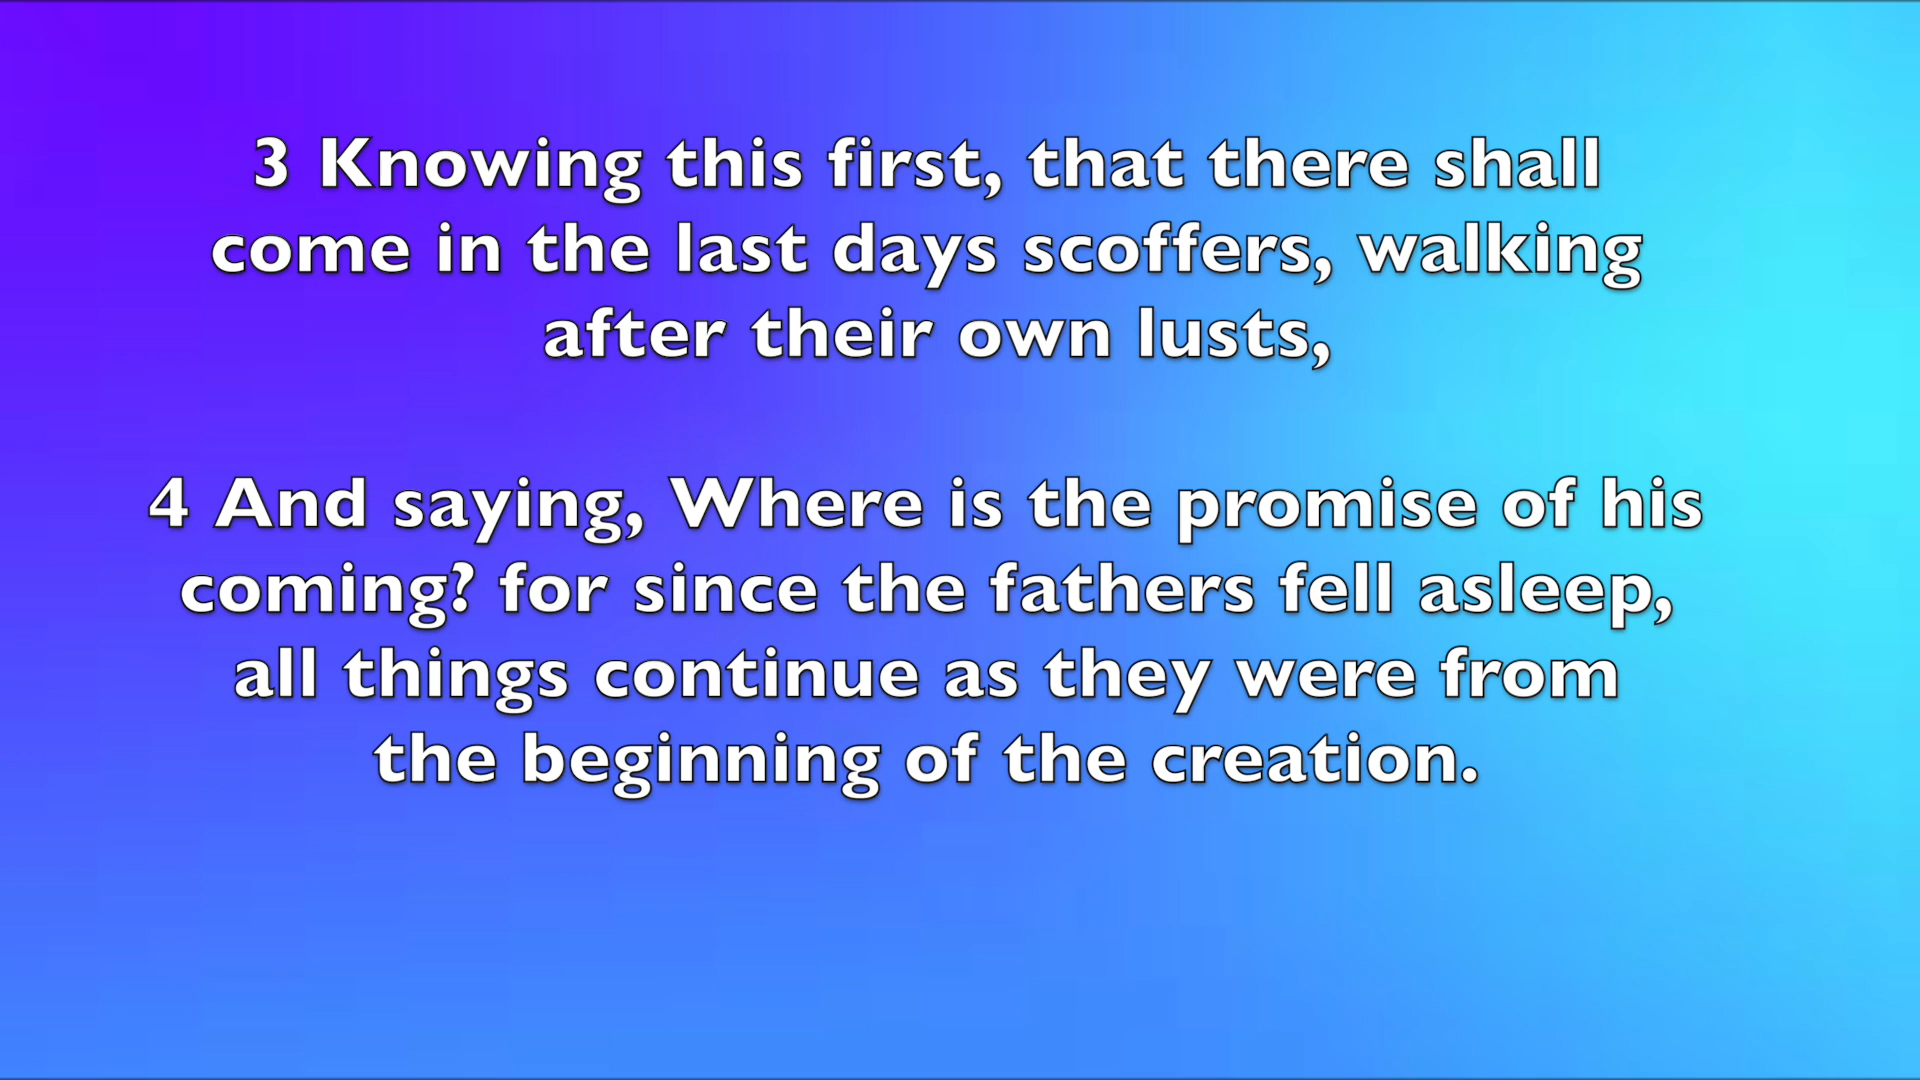 3 Knowing this first, that there shall
come in the last days scoffers, walking
after their own lusts,
4 And saying, Where is the promise of his
coming? for since the fathers fell asleep,
all things continue as they were from
the beginning of the creation.